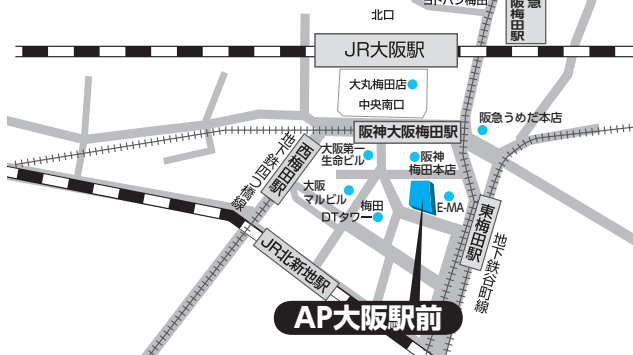 ヨドバシ梅田
阪急
梅田駅
北口
JR大阪駅
大丸梅田店
中央南口
阪急うめだ本店
阪神大阪梅田駅
大阪第一
生命ビル
阪神
梅田本店
西梅田駅
地下鉄四つ橋線
大阪
マルビル
梅田
DTタワー
E-MA
東梅田駅
地下鉄谷町線
JR北新地駅
AP大阪駅前